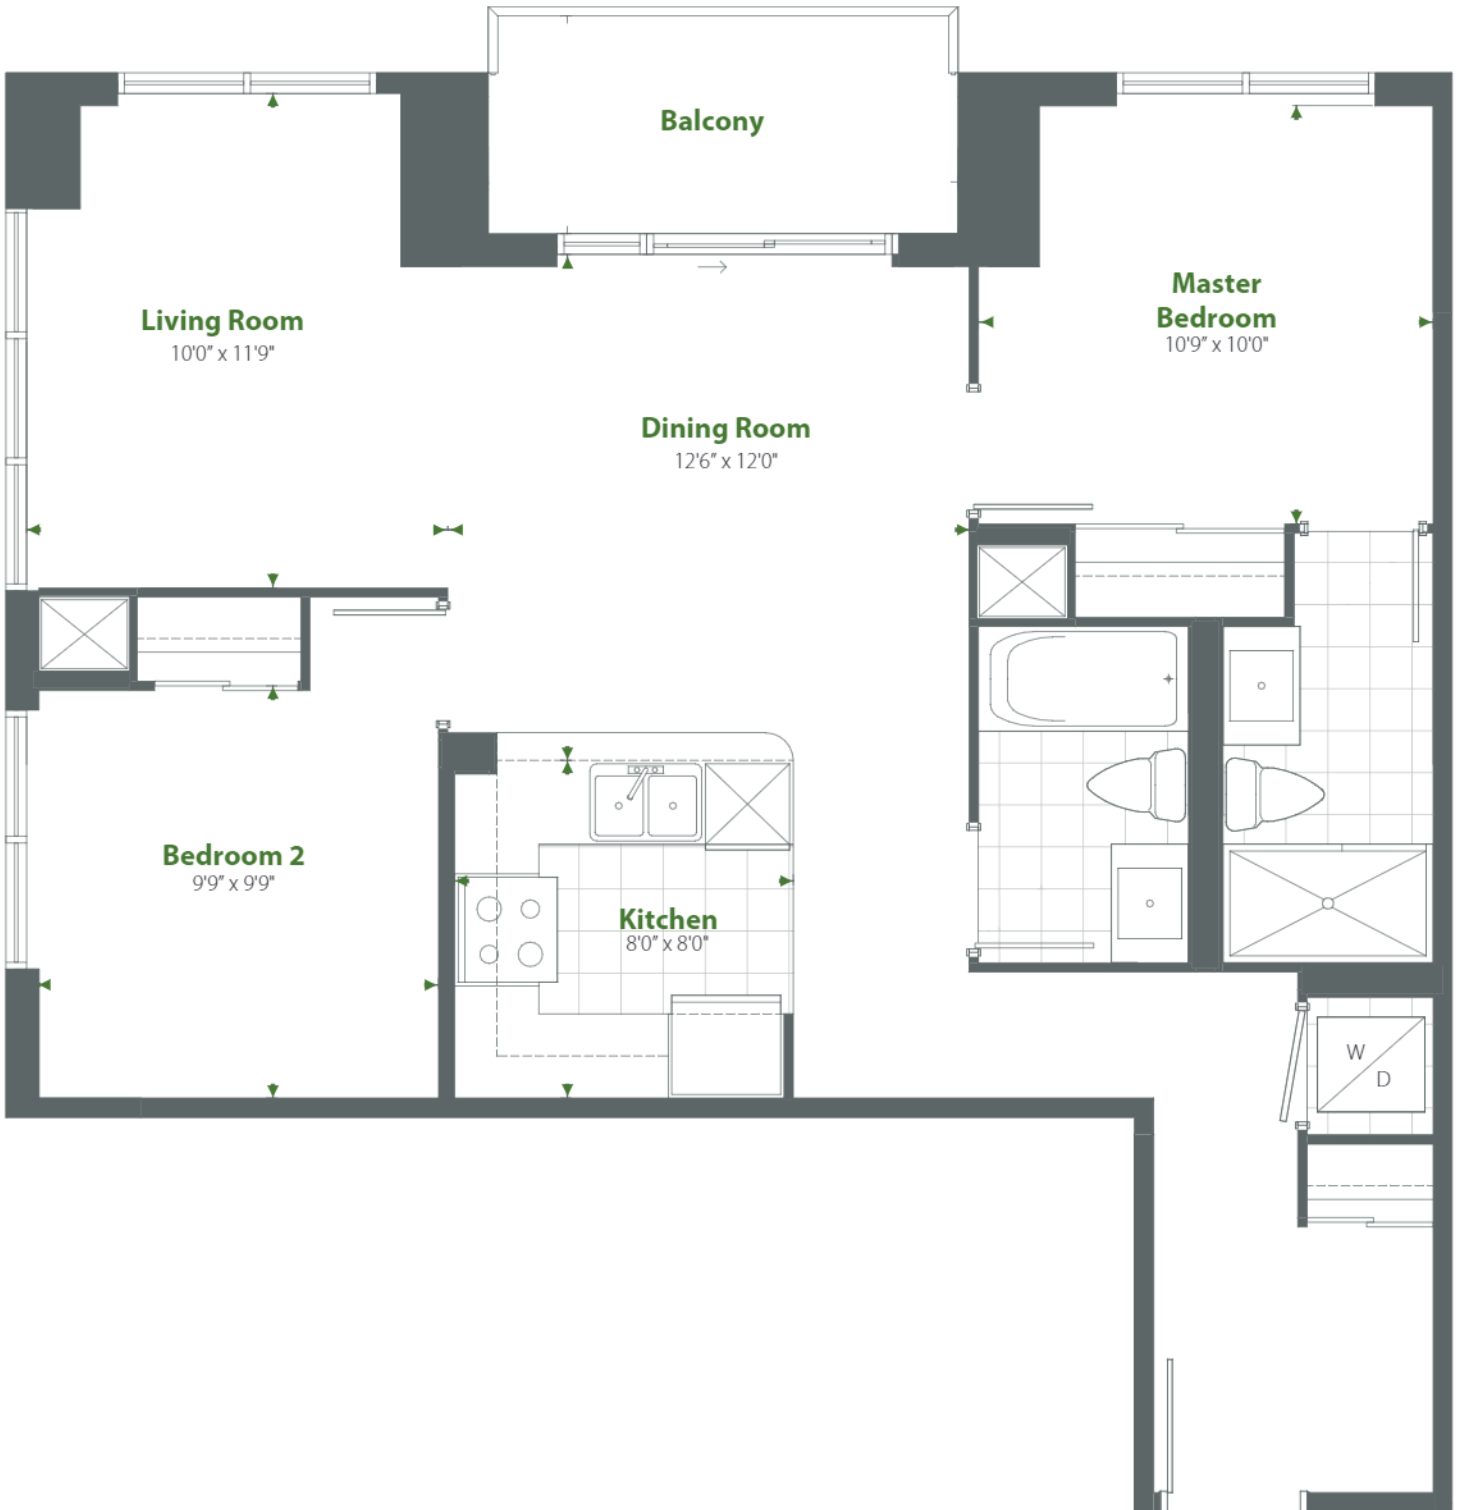 Balcony
Living Room
10'0" x 11'9"
Master
Bedroom
10'9" x 10'0"
Dining Room
12'6" x 12'0"
Bedroom 2
9'9" x 9'9"
Kitchen
8'0" x 8'0"
W
D